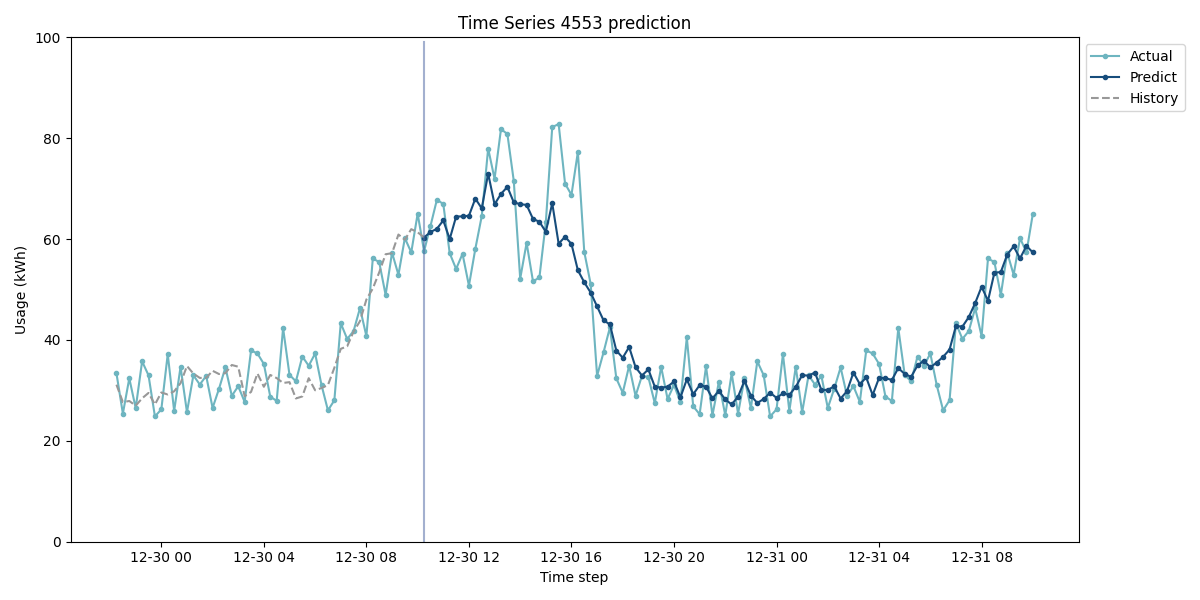 Time Series 4553 prediction
100
80
60
40
20
0
Usage (kWh)
12-30 00
12-30 04
12-30 08
12-30 12
12-30 16
12-30 20
12-31 00
12-31 04
12-31 08
Time step
Actual
Predict
History